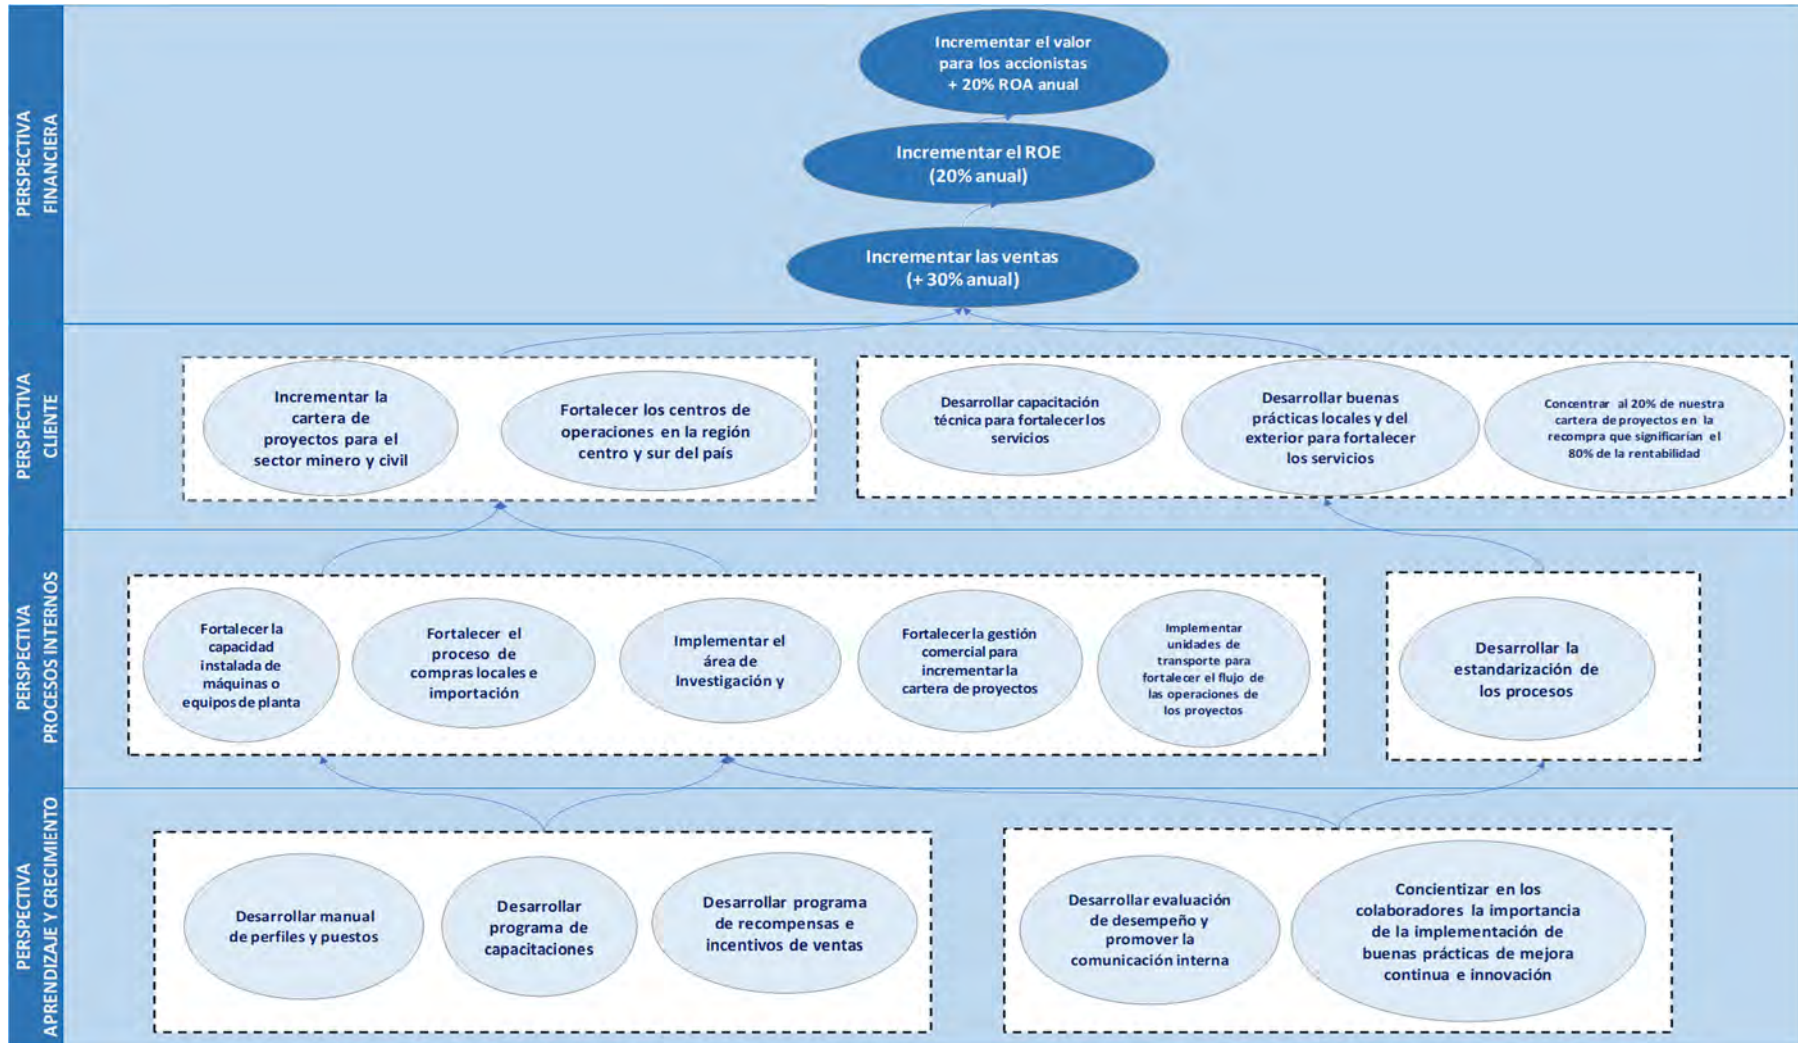 PERSPECTIVA
FINANCIERA
Incrementar el valor
para los accionistas
+ 20% ROA anual
Incrementar el ROE
(20% anual)
Incrementar las ventas
(+ 30% anual)
PERSPECTIVA
CLIENTE
Incrementar la
cartera de
proyectos para el
sector minero y civil
Fortalecer los centros de
operaciones en la región
centro y sur del país
Desarrollar capacitación
técnica para fortalecer los
servicios
Desarrollar buenas
prácticas locales y del
exterior para fortalecer
los servicios
Concentrar al 20% de nuestra
cartera de proyectos en la
recompra que significarían el
80% de la rentabilidad
PERSPECTIVA
PROCESOS INTERNOS
Fortalecer la
capacidad
instalada de
máquinas o
equipos de planta
Fortalecer el
proceso de
compras locales e
importación
Implementar el
área de
Investigación y
Fortalecer la gestión
comercial para
incrementar la
cartera de proyectos
Implementar
unidades de
transporte para
fortalecer el flujo de
las operaciones de
los proyectos
Desarrollar la
estandarización de
los procesos
PERSPECTIVA
APRENDIZAJE Y CRECIMIENTO
Desarrollar manual
de perfiles y puestos
Desarrollar
programa de
capacitaciones
Desarrollar programa
de recompensas e
incentivos de ventas
Desarrollar evaluación
de desempeño y
promover la
comunicación interna
Concientizar en los
colaboradores la importancia
de la implementación de
buenas prácticas de mejora
continua e innovación